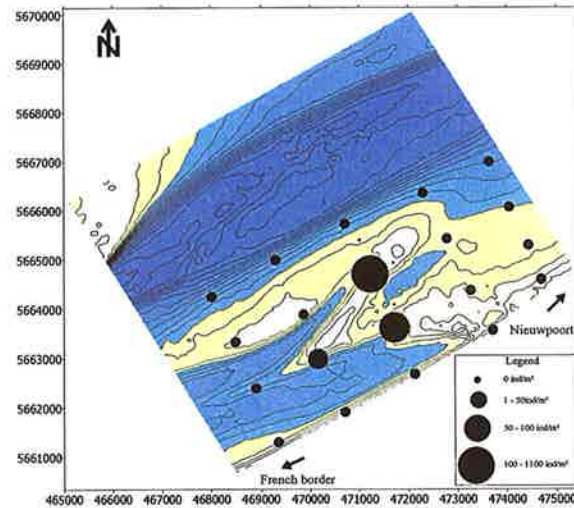 5670000
N
5669000
5668000
5667000
5666000
5665000
5664000
5663000
5662000
5661000
Nieuwpoort
Legend
0 ind/m²
1 - 50ind/m²
50 - 100 ind/m²
100 - 1100 ind/m²
French border
465000 466000 467000 468000 469000 470000 471000 472000 473000 474000 475000